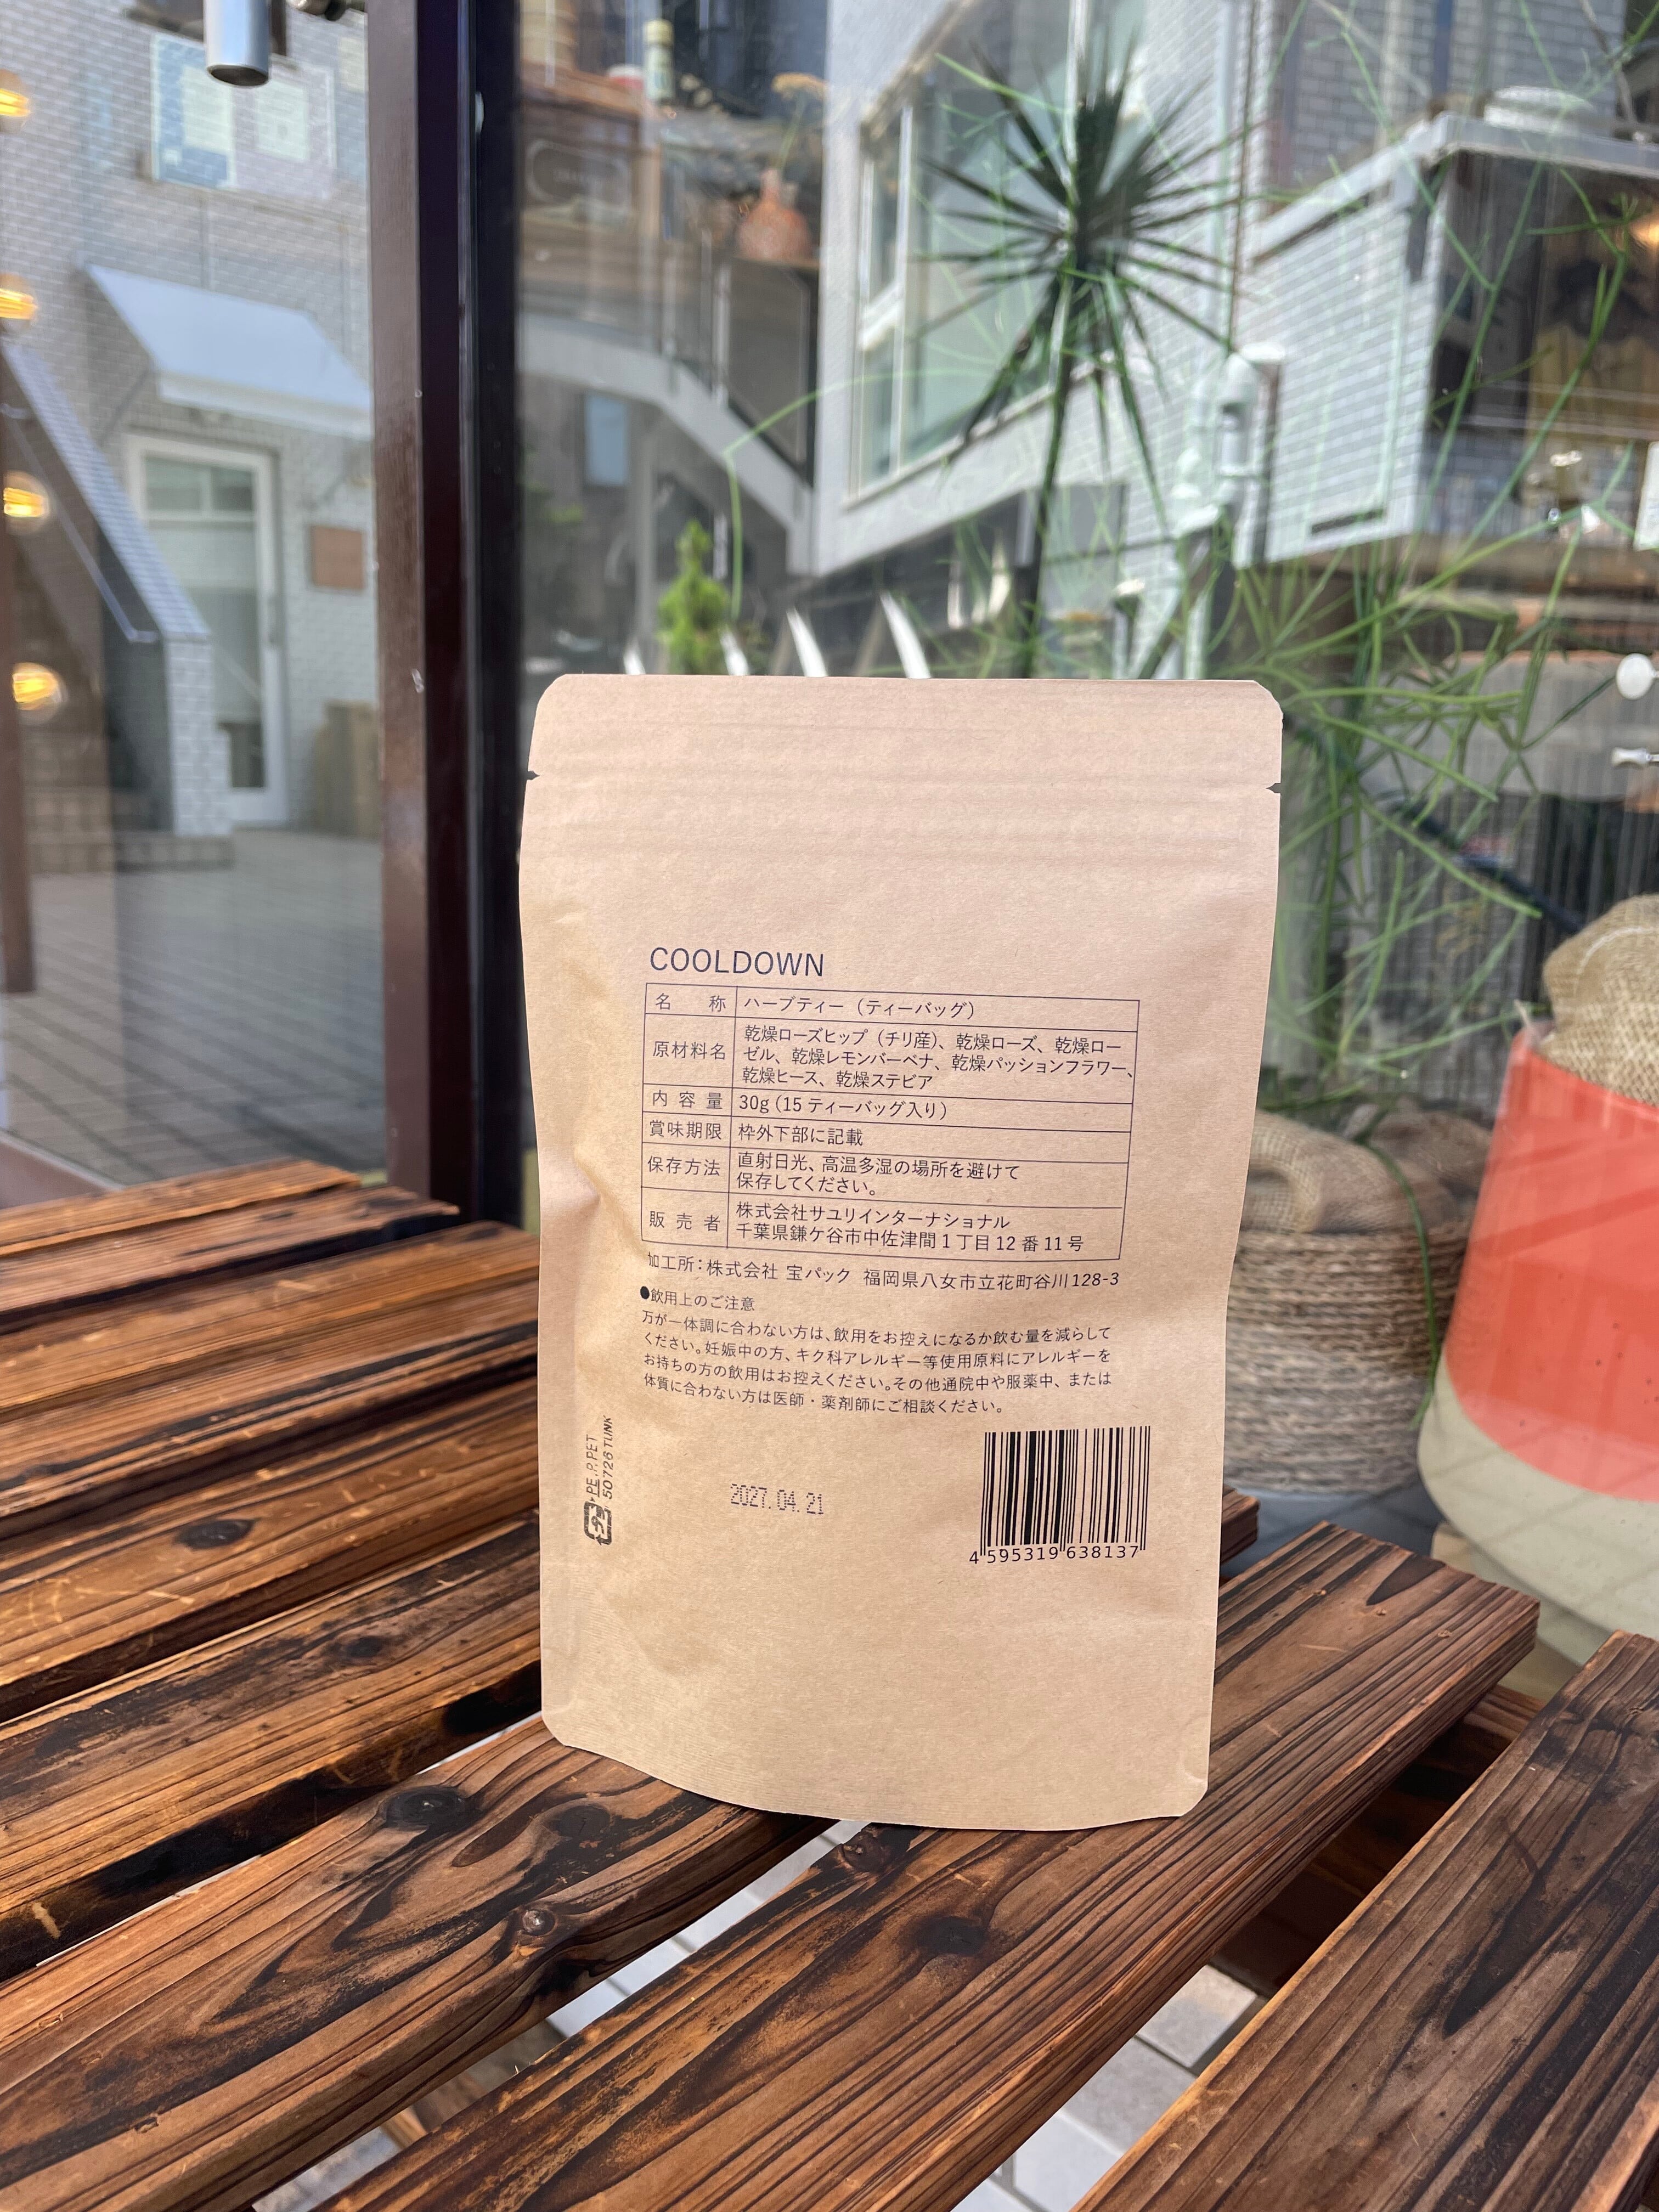 COOLDOWN
名 称 ハーブティー（ティーバッグ）
原材料名 乾燥ローズヒップ（チリ産）、乾燥ローズ、乾燥ロー
ゼル、乾燥レモンバーベナ、乾燥パッションフラワー、
乾燥ヒース、乾燥ステビア
内 容 量 30g（15 ティーバッグ入り）
賞味期限 枠外下部に記載
保存方法 直射日光、高温多湿の場所を避けて
保存してください。
販 売 者 株式会社サユリインターナショナル
千葉県鎌ケ谷市中佐津間 1 丁目 12 番 11 号
加工所：株式会社 宝パック 福岡県八女市立花町谷川128-3
●飲用上のご注意
万が一体調に合わない方は、飲用をお控えになるか飲む量を減らして
ください。妊娠中の方、キク科アレルギー等使用原料にアレルギーを
お持ちの方の飲用はお控えください。その他通院中や服薬中、または
体質に合わない方は医師・薬剤師にご相談ください。
PE,P,PET
50726 TUNK
2027.04.21
4 595319 638137